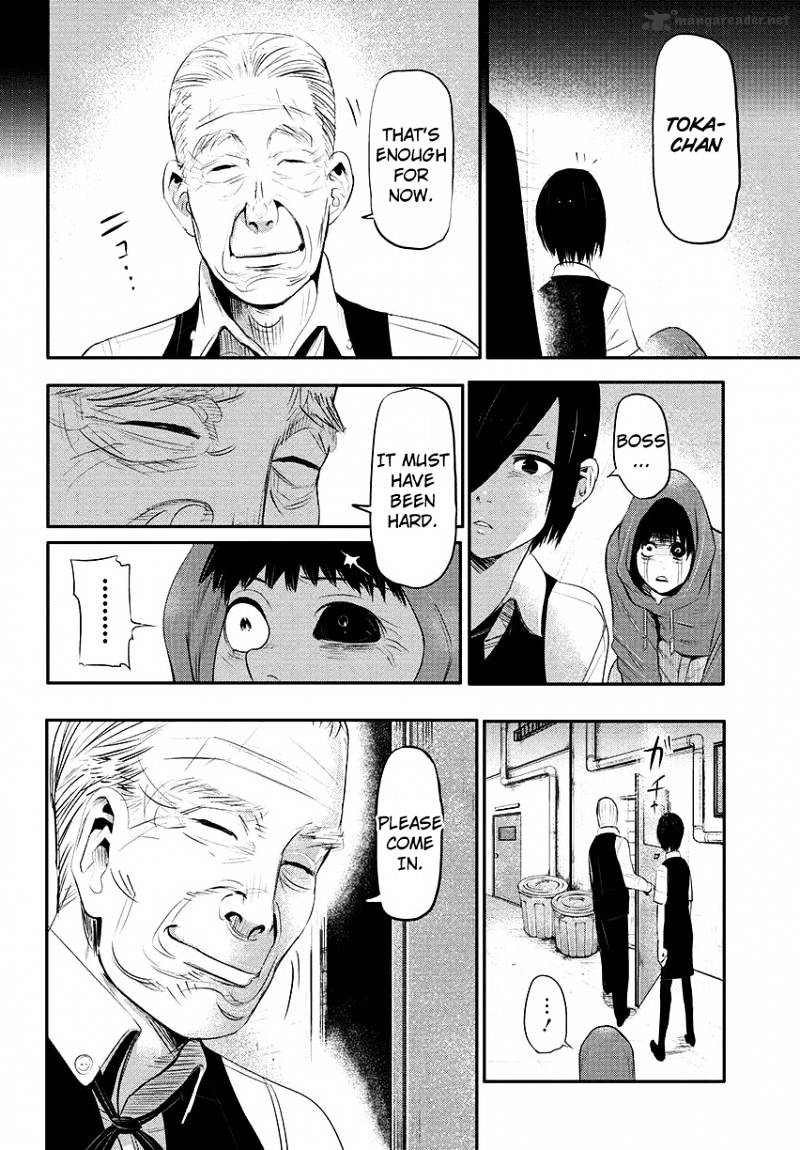 mangareader.net
TOKA-
CHAN
THAT'S
ENOUGH
FOR
NOW.
ニコ...
BOSS
...
IT MUST
HAVE
BEEN
HARD.
.........
ガチャ
...!
PLEASE
COME
IN.